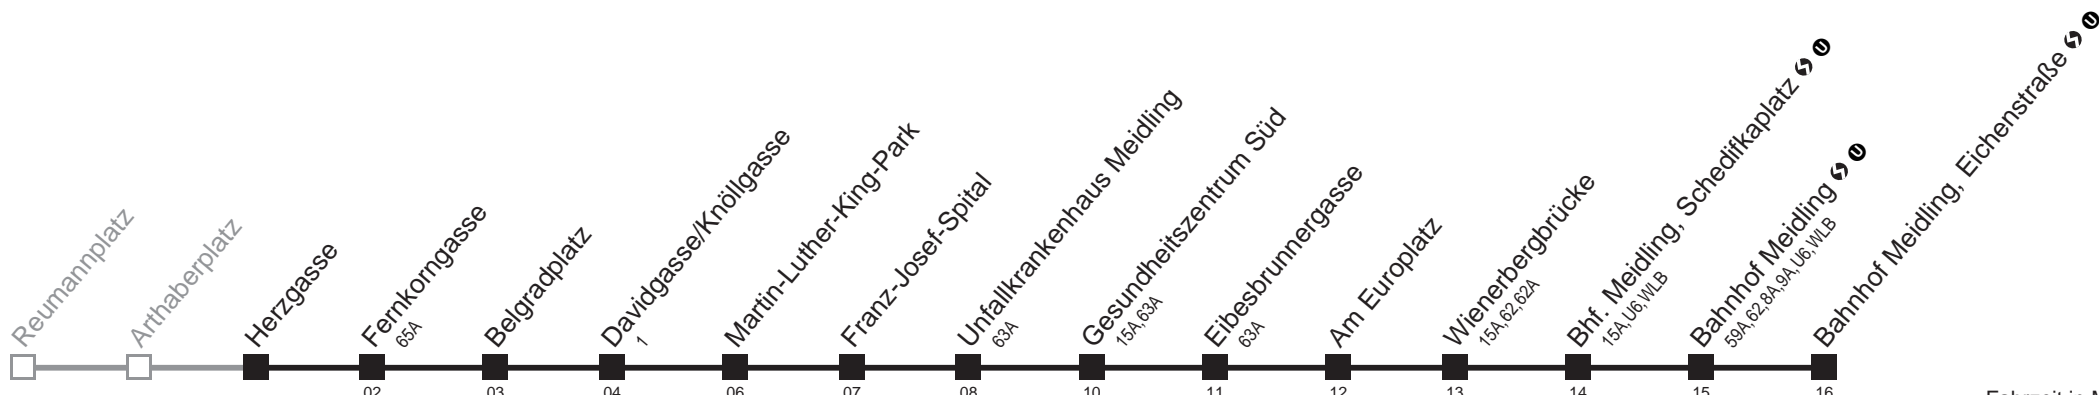 Reumannplatz
Arthaberplatz
Herzgasse
Fernkorngasse
65A
Belgradplatz
Davidgasse/Knöllgasse
1
Martin-Luther-King-Park
Franz-Josef-Spital
Unfallkrankenhaus Meidling
63A
Gesundheitszentrum Süd
15A,63A
Eibesbrunnergasse
63A
Am Europlatz
Wienerbergbrücke
15A,62,62A
Bhf. Meidling, Schedifkaplatz S U
15A,U6,WLB
Bahnhof Meidling S U
59A,62,8A,9A,U6,WLB
Bahnhof Meidling, Eichenstraße S U
02 03 04 06 07 08 10 11 12 13 14 15 16
Fahrzeit in